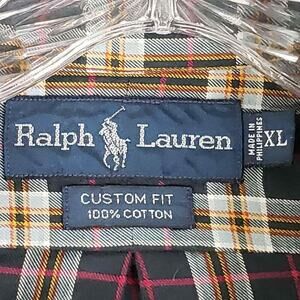 Ralph Lauren
MADE IN
PHILIPPINES
XL
CUSTOM FIT
100% COTTON